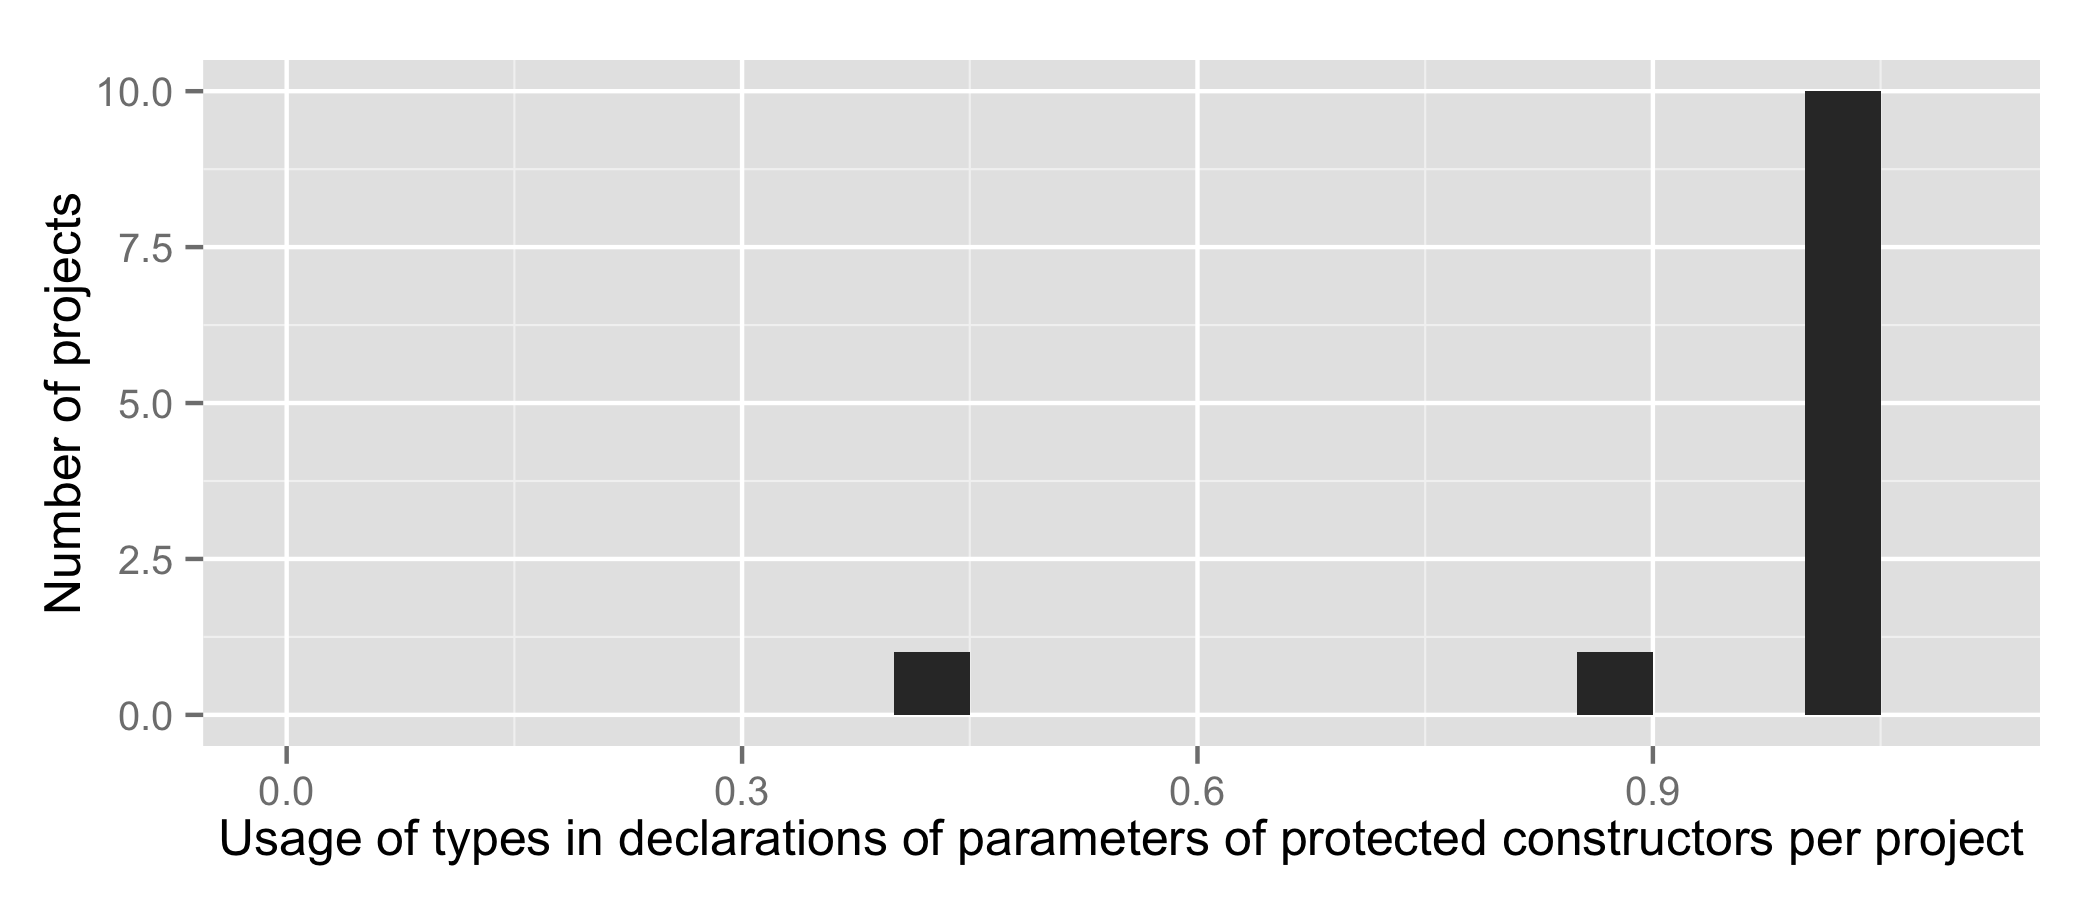 Number of projects
10.0
7.5
5.0
2.5
0.0
0.0 0.3 0.6 0.9
Usage of types in declarations of parameters of protected constructors per project